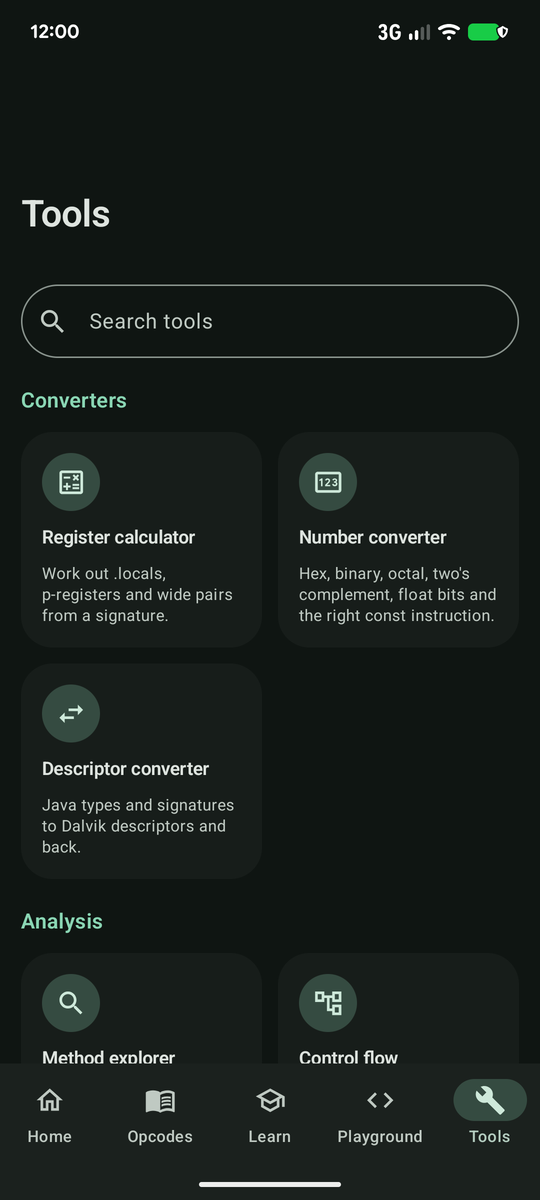 12:00
3G
Tools
Search tools
Converters
Register calculator
Work out .locals,
p-registers and wide pairs
from a signature.
123
Number converter
Hex, binary, octal, two's
complement, float bits and
the right const instruction.
Descriptor converter
Java types and signatures
to Dalvik descriptors and
back.
Analysis
Method explorer
Control flow
Home
Opcodes
Learn
Playground
Tools